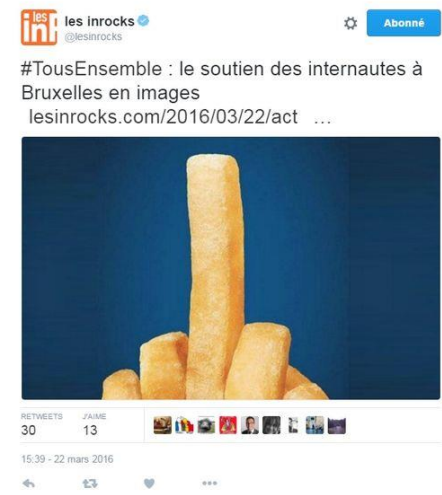 les inrocks
@lesinrocks
Abonné
les
inr
#TousEnsemble : le soutien des internautes à
Bruxelles en images
lesinrocks.com/2016/03/22/act …
RETWEETS
30
J'AIME
13
15:39 - 22 mars 2016